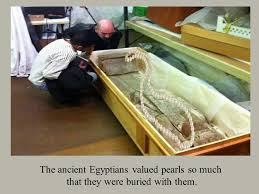 The ancient Egyptians valued pearls so much
that they were buried with them.